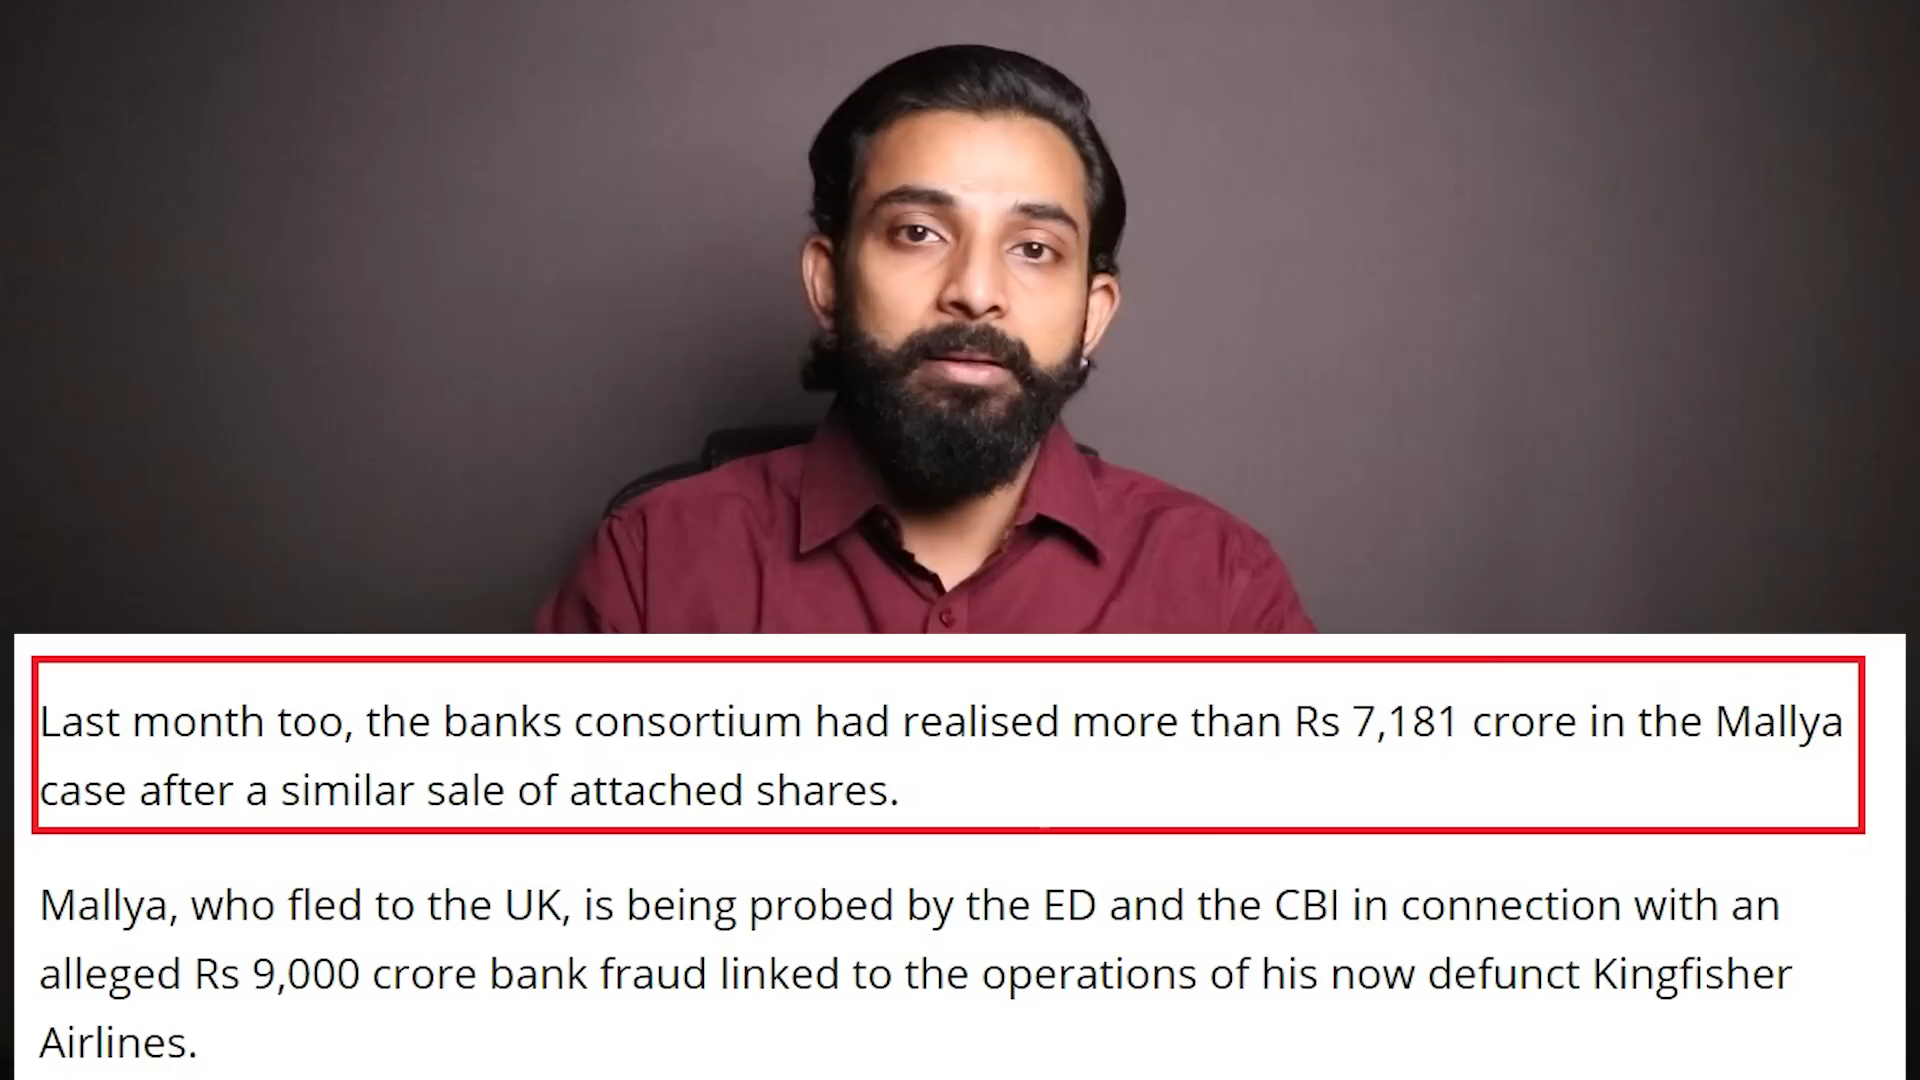 Last month too, the banks consortium had realised more than Rs 7,181 crore in the Mallya
case after a similar sale of attached shares.
Mallya, who fled to the UK, is being probed by the ED and the CBI in connection with an
alleged Rs 9,000 crore bank fraud linked to the operations of his now defunct Kingfisher
Airlines.